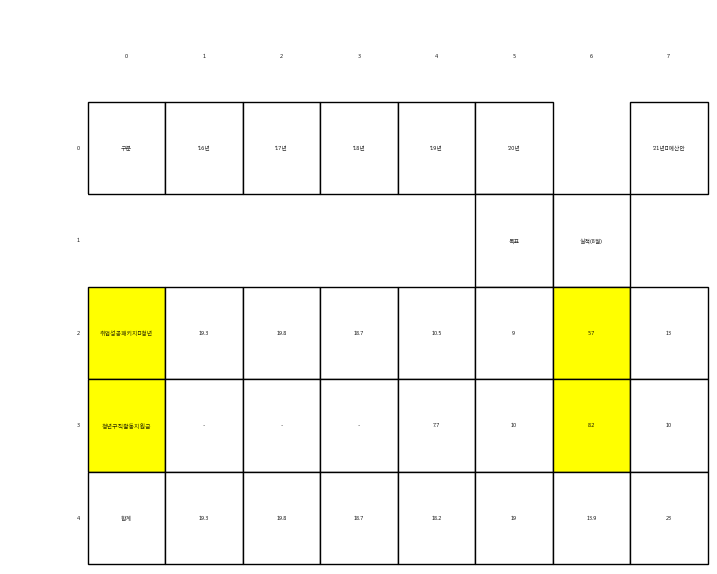 0 1 2 3 4 5 6 7
0 구분 '16년 '17년 '18년 '19년 '20년 '21년□예산안
1 목표 실적(8월)
2 취업성공패키지□청년 19.3 19.8 18.7 10.5 9 5.7 13
3 청년구직활동지원금 - - - 7.7 10 8.2 10
4 합계 19.3 19.8 18.7 18.2 19 13.9 23